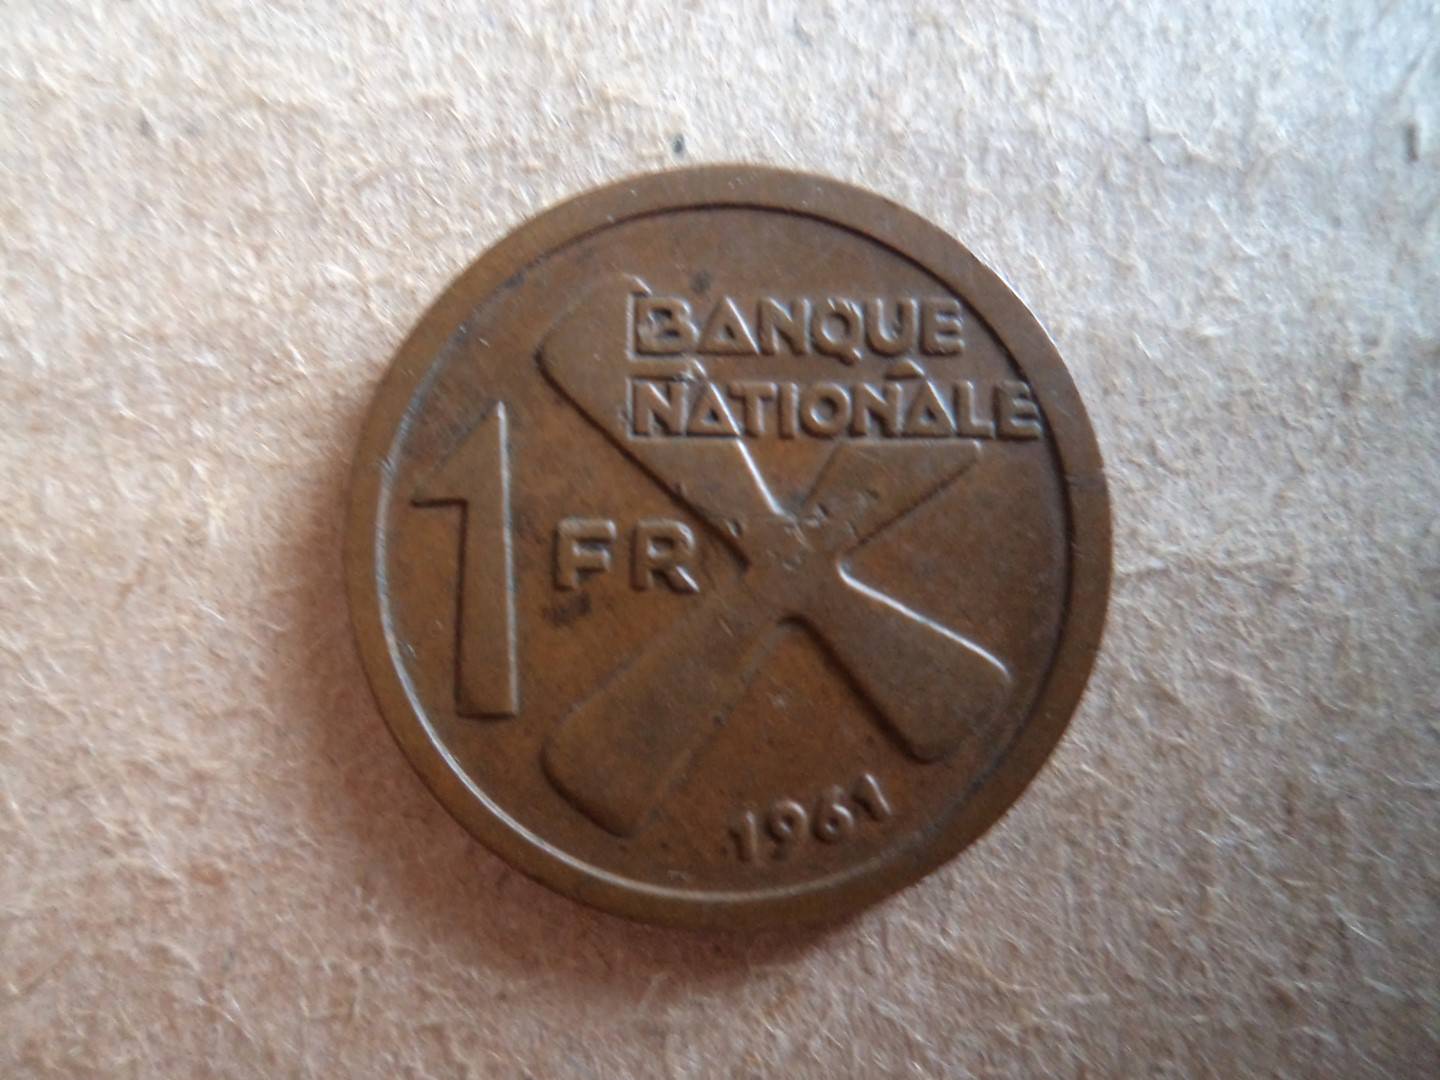 BANQUE
NATIONALE
1 FR
1961